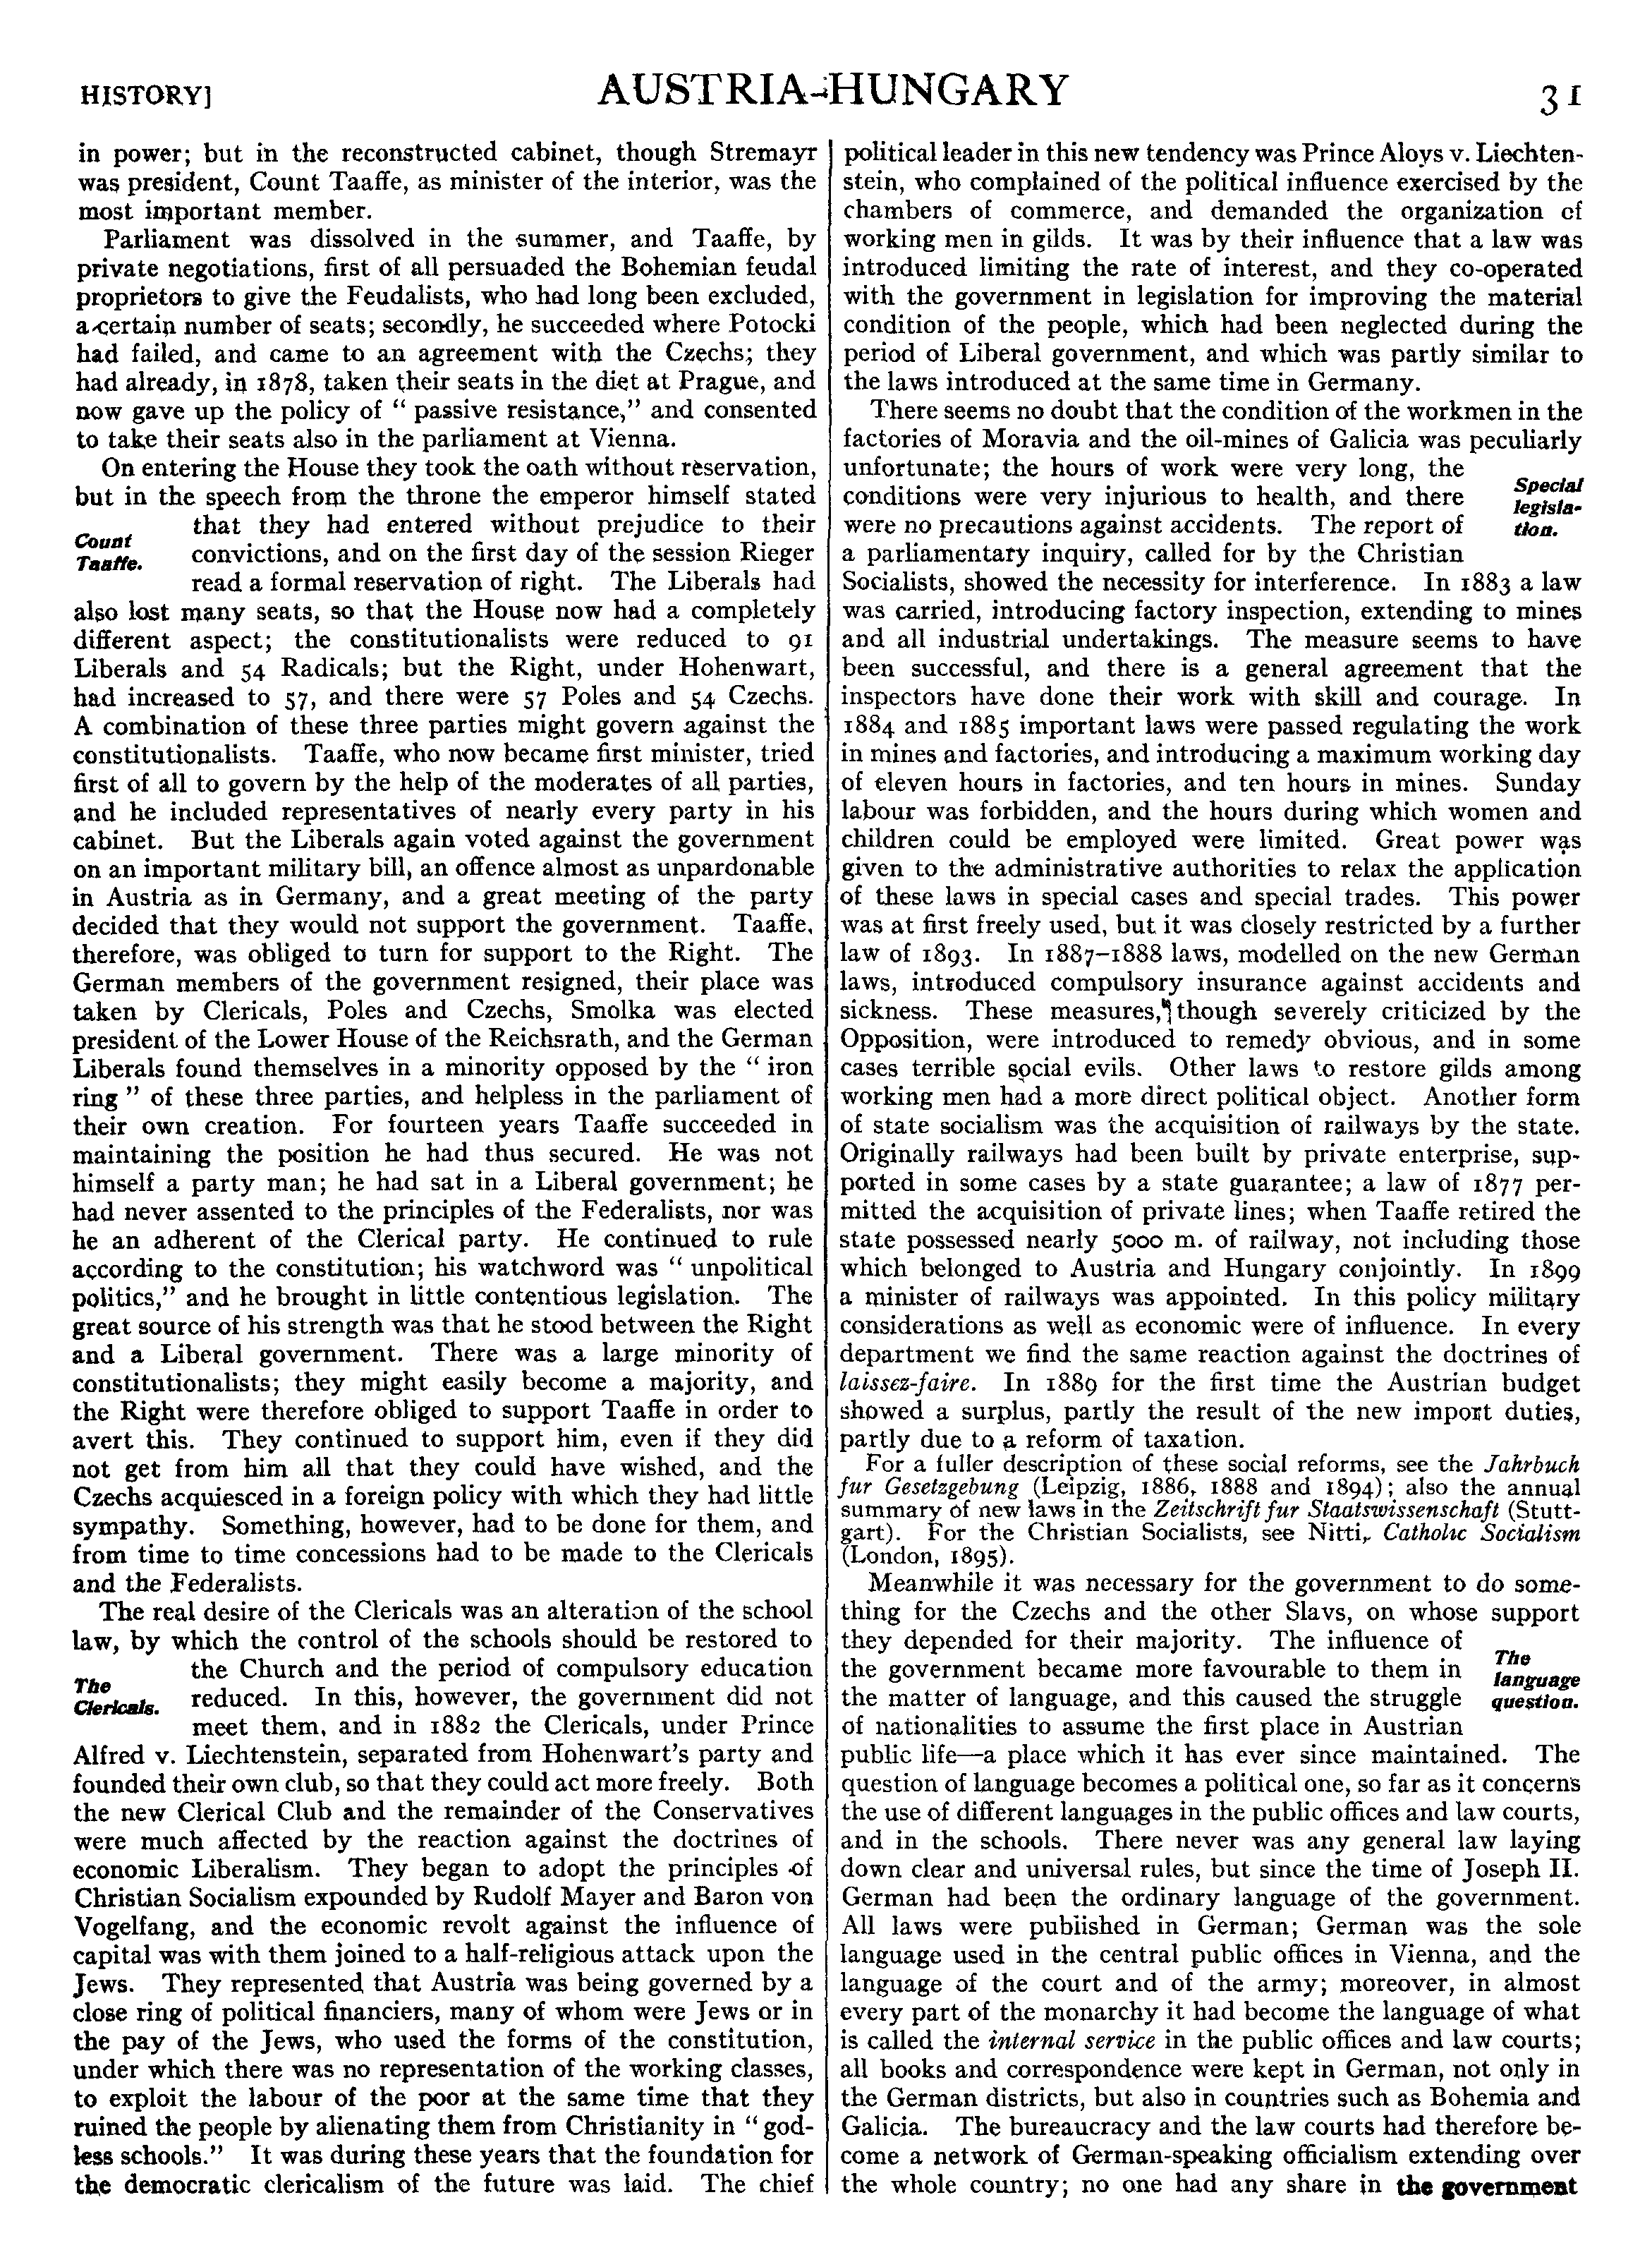 HISTORY]
AUSTRIA-HUNGARY
31
in power; but in the reconstructed cabinet, though Stremayr
was president, Count Taaffe, as minister of the interior, was the
most important member.
Parliament was dissolved in the summer, and Taaffe, by
private negotiations, first of all persuaded the Bohemian feudal
proprietors to give the Feudalists, who had long been excluded,
a certain number of seats; secondly, he succeeded where Potocki
had failed, and came to an agreement with the Czechs; they
had already, in 1878, taken their seats in the diet at Prague, and
now gave up the policy of “ passive resistance,” and consented
to take their seats also in the parliament at Vienna.
On entering the House they took the oath without reservation,
but in the speech from the throne the emperor himself stated
Count
Taaffe.
that they had entered without prejudice to their
convictions, and on the first day of the session Rieger
read a formal reservation of right. The Liberals had
also lost many seats, so that the House now had a completely
different aspect; the constitutionalists were reduced to 91
Liberals and 54 Radicals; but the Right, under Hohenwart,
had increased to 57, and there were 57 Poles and 54 Czechs.
A combination of these three parties might govern against the
constitutionalists. Taaffe, who now became first minister, tried
first of all to govern by the help of the moderates of all parties,
and he included representatives of nearly every party in his
cabinet. But the Liberals again voted against the government
on an important military bill, an offence almost as unpardonable
in Austria as in Germany, and a great meeting of the party
decided that they would not support the government. Taaffe,
therefore, was obliged to turn for support to the Right. The
German members of the government resigned, their place was
taken by Clericals, Poles and Czechs, Smolka was elected
president of the Lower House of the Reichsrath, and the German
Liberals found themselves in a minority opposed by the “ iron
ring ” of these three parties, and helpless in the parliament of
their own creation. For fourteen years Taaffe succeeded in
maintaining the position he had thus secured. He was not
himself a party man; he had sat in a Liberal government; he
had never assented to the principles of the Federalists, nor was
he an adherent of the Clerical party. He continued to rule
according to the constitution; his watchword was “ unpolitical
politics,” and he brought in little contentious legislation. The
great source of his strength was that he stood between the Right
and a Liberal government. There was a large minority of
constitutionalists; they might easily become a majority, and
the Right were therefore obliged to support Taaffe in order to
avert this. They continued to support him, even if they did
not get from him all that they could have wished, and the
Czechs acquiesced in a foreign policy with which they had little
sympathy. Something, however, had to be done for them, and
from time to time concessions had to be made to the Clericals
and the Federalists.
The real desire of the Clericals was an alteration of the school
law, by which the control of the schools should be restored to
The
Clericals.
the Church and the period of compulsory education
reduced. In this, however, the government did not
meet them, and in 1882 the Clericals, under Prince
Alfred v. Liechtenstein, separated from Hohenwart’s party and
founded their own club, so that they could act more freely. Both
the new Clerical Club and the remainder of the Conservatives
were much affected by the reaction against the doctrines of
economic Liberalism. They began to adopt the principles of
Christian Socialism expounded by Rudolf Mayer and Baron von
Vogelfang, and the economic revolt against the influence of
capital was with them joined to a half-religious attack upon the
Jews. They represented that Austria was being governed by a
close ring of political financiers, many of whom were Jews or in
the pay of the Jews, who used the forms of the constitution,
under which there was no representation of the working classes,
to exploit the labour of the poor at the same time that they
ruined the people by alienating them from Christianity in “ god-
less schools.” It was during these years that the foundation for
the democratic clericalism of the future was laid. The chief
political leader in this new tendency was Prince Aloys v. Liechten-
stein, who complained of the political influence exercised by the
chambers of commerce, and demanded the organization of
working men in gilds. It was by their influence that a law was
introduced limiting the rate of interest, and they co-operated
with the government in legislation for improving the material
condition of the people, which had been neglected during the
period of Liberal government, and which was partly similar to
the laws introduced at the same time in Germany.
There seems no doubt that the condition of the workmen in the
factories of Moravia and the oil-mines of Galicia was peculiarly
Special
legisla-
tion.
unfortunate; the hours of work were very long, the
conditions were very injurious to health, and there
were no precautions against accidents. The report of
a parliamentary inquiry, called for by the Christian
Socialists, showed the necessity for interference. In 1883 a law
was carried, introducing factory inspection, extending to mines
and all industrial undertakings. The measure seems to have
been successful, and there is a general agreement that the
inspectors have done their work with skill and courage. In
1884 and 1885 important laws were passed regulating the work
in mines and factories, and introducing a maximum working day
of eleven hours in factories, and ten hours in mines. Sunday
labour was forbidden, and the hours during which women and
children could be employed were limited. Great power was
given to the administrative authorities to relax the application
of these laws in special cases and special trades. This power
was at first freely used, but it was closely restricted by a further
law of 1893. In 1887–1888 laws, modelled on the new German
laws, introduced compulsory insurance against accidents and
sickness. These measures, though severely criticized by the
Opposition, were introduced to remedy obvious, and in some
cases terrible social evils. Other laws to restore gilds among
working men had a more direct political object. Another form
of state socialism was the acquisition of railways by the state.
Originally railways had been built by private enterprise, sup-
ported in some cases by a state guarantee; a law of 1877 per-
mitted the acquisition of private lines; when Taaffe retired the
state possessed nearly 5000 m. of railway, not including those
which belonged to Austria and Hungary conjointly. In 1899
a minister of railways was appointed. In this policy military
considerations as well as economic were of influence. In every
department we find the same reaction against the doctrines of
laissez-faire. In 1889 for the first time the Austrian budget
showed a surplus, partly the result of the new import duties,
partly due to a reform of taxation.
For a fuller description of these social reforms, see the Jahrbuch
fur Gesetzgebung (Leipzig, 1886, 1888 and 1894); also the annual
summary of new laws in the Zeitschrift fur Staatswissenschaft (Stutt-
gart). For the Christian Socialists, see Nitti, Catholic Socialism
(London, 1895).
Meanwhile it was necessary for the government to do some-
thing for the Czechs and the other Slavs, on whose support
The
language
question.
they depended for their majority. The influence of
the government became more favourable to them in
the matter of language, and this caused the struggle
of nationalities to assume the first place in Austrian
public life—a place which it has ever since maintained. The
question of language becomes a political one, so far as it concerns
the use of different languages in the public offices and law courts,
and in the schools. There never was any general law laying
down clear and universal rules, but since the time of Joseph II.
German had been the ordinary language of the government.
All laws were published in German; German was the sole
language used in the central public offices in Vienna, and the
language of the court and of the army; moreover, in almost
every part of the monarchy it had become the language of what
is called the internal service in the public offices and law courts;
all books and correspondence were kept in German, not only in
the German districts, but also in countries such as Bohemia and
Galicia. The bureaucracy and the law courts had therefore be-
come a network of German-speaking officialism extending over
the whole country; no one had any share in the government